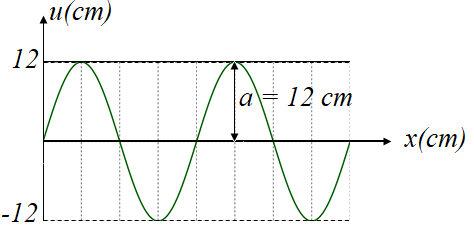 u(cm)
12
a = 12 cm
x(cm)
-12